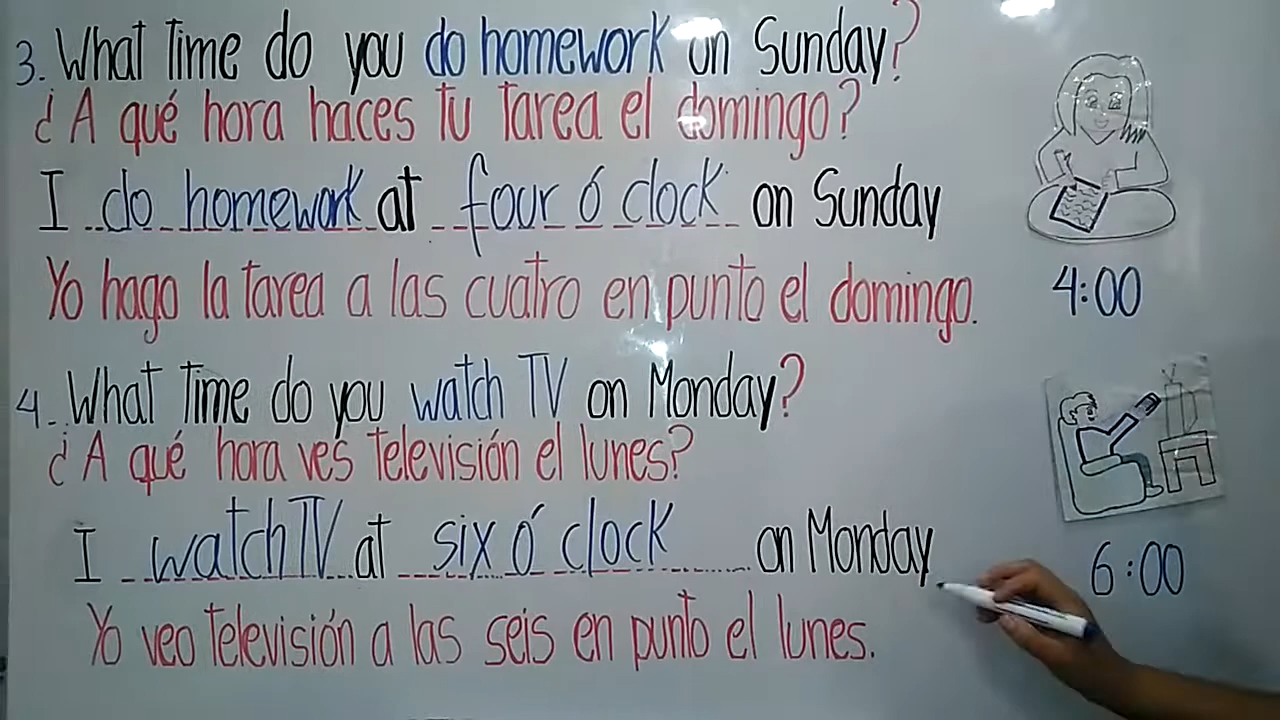 3. What Time do you do homework on Sunday?
¿A qué hora haces tu tarea el domingo?
I do homework at four ó clock on Sunday
Yo hago la tarea a las cuatro en punto el domingo.
4:00
4. What Time do you watch TV on Monday?
¿A qué hora ves televisión el lunes?
I watch TV at six ó clock on Monday
6:00
Yo veo televisión a las seis en punto el lunes.